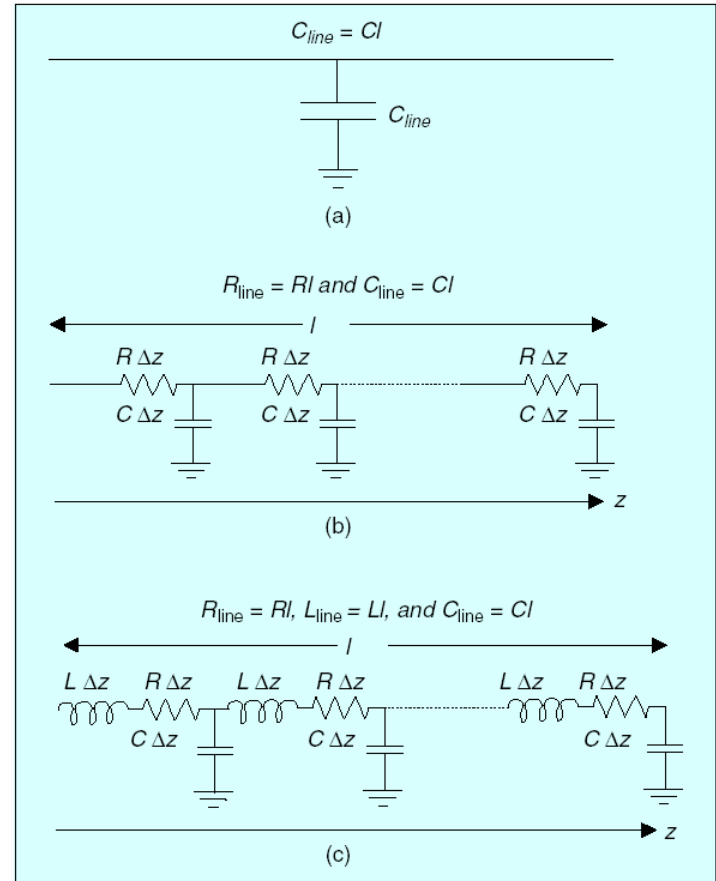 C_line = Cl
C_line
(a)
R_line = Rl and C_line = Cl
l
R Δz R Δz R Δz
C Δz C Δz C Δz
z
(b)
R_line = Rl, L_line = Ll, and C_line = Cl
l
L Δz R Δz L Δz R Δz L Δz R Δz
C Δz C Δz C Δz
z
(c)